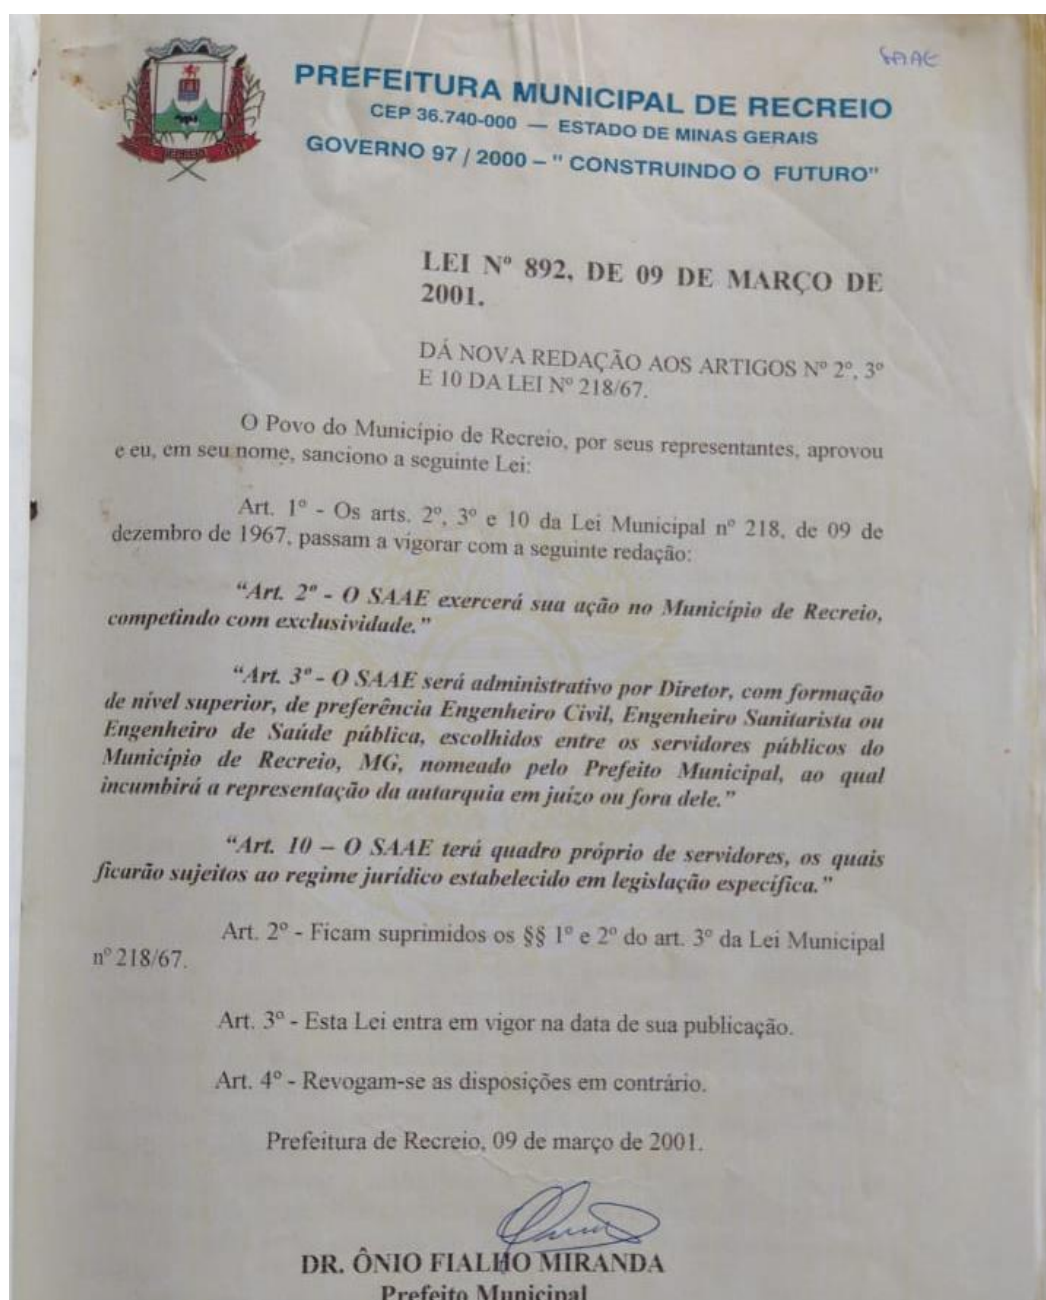 SAAE
PREFEITURA MUNICIPAL DE RECREIO
CEP 36.740-000 — ESTADO DE MINAS GERAIS
GOVERNO 97 / 2000 – " CONSTRUINDO O FUTURO"
RECREIO
LEI Nº 892, DE 09 DE MARÇO DE
2001.
DÁ NOVA REDAÇÃO AOS ARTIGOS Nº 2º, 3º
E 10 DA LEI Nº 218/67.
O Povo do Município de Recreio, por seus representantes, aprovou
e eu, em seu nome, sanciono a seguinte Lei:
Art. 1º - Os arts. 2º, 3º e 10 da Lei Municipal nº 218, de 09 de
dezembro de 1967, passam a vigorar com a seguinte redação:
“Art. 2º - O SAAE exercerá sua ação no Município de Recreio,
competindo com exclusividade.”
“Art. 3º - O SAAE será administrativo por Diretor, com formação
de nível superior, de preferência Engenheiro Civil, Engenheiro Sanitarista ou
Engenheiro de Saúde pública, escolhidos entre os servidores públicos do
Município de Recreio, MG, nomeado pelo Prefeito Municipal, ao qual
incumbirá a representação da autarquia em juízo ou fora dele.”
“Art. 10 – O SAAE terá quadro próprio de servidores, os quais
ficarão sujeitos ao regime jurídico estabelecido em legislação específica.”
Art. 2º - Ficam suprimidos os §§ 1º e 2º do art. 3º da Lei Municipal
nº 218/67.
Art. 3º - Esta Lei entra em vigor na data de sua publicação.
Art. 4º - Revogam-se as disposições em contrário.
Prefeitura de Recreio, 09 de março de 2001.
DR. ÔNIO FIALHO MIRANDA
Prefeito Municipal